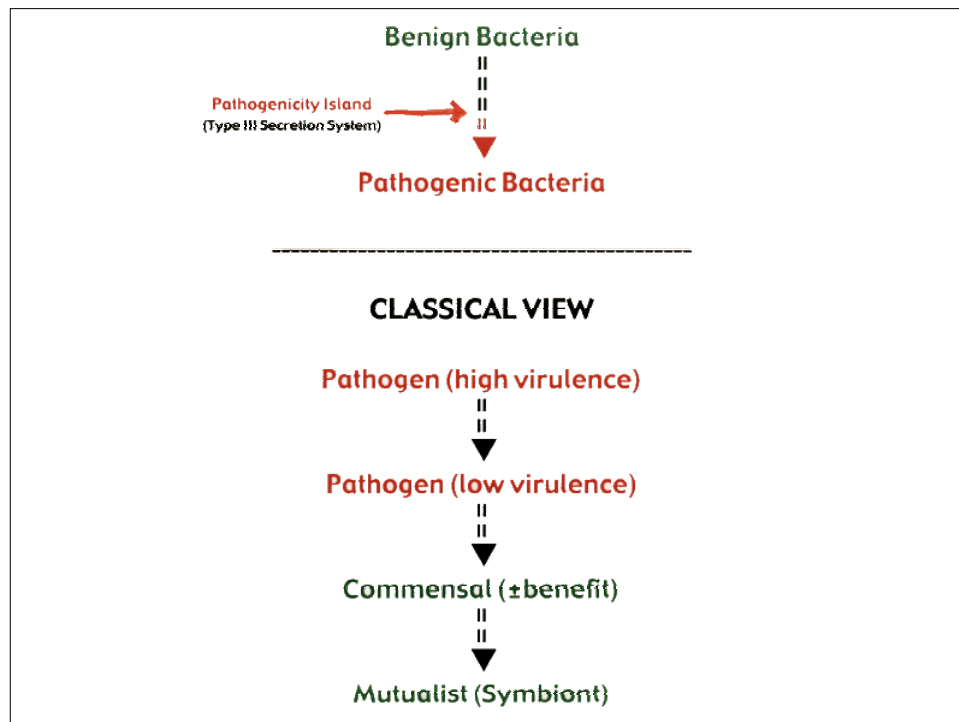 Benign Bacteria
Pathogenicity Island
(Type III Secretion System)
Pathogenic Bacteria
CLASSICAL VIEW
Pathogen (high virulence)
Pathogen (low virulence)
Commensal (±benefit)
Mutualist (Symbiont)